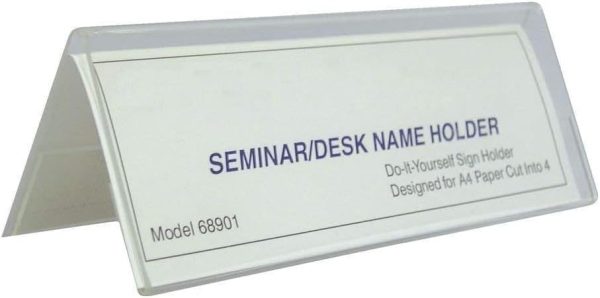 SEMINAR/DESK NAME HOLDER
Do-It-Yourself Sign Holder
Designed for A4 Paper Cut Into 4
Model 68901